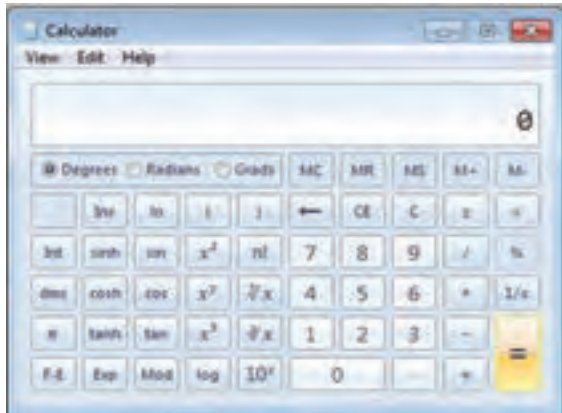 Calculator
View Edit Help
0
Degrees Radians Grads MC MR MS M+ M-
Inv ln ( ) ← CE C ± √
Int sinh sin x² n! 7 8 9 / %
dms cosh cos xʸ ʸ√x 4 5 6 * 1/x
π tanh tan x³ ³√x 1 2 3 - =
F-E Exp Mod log 10ˣ 0 . +